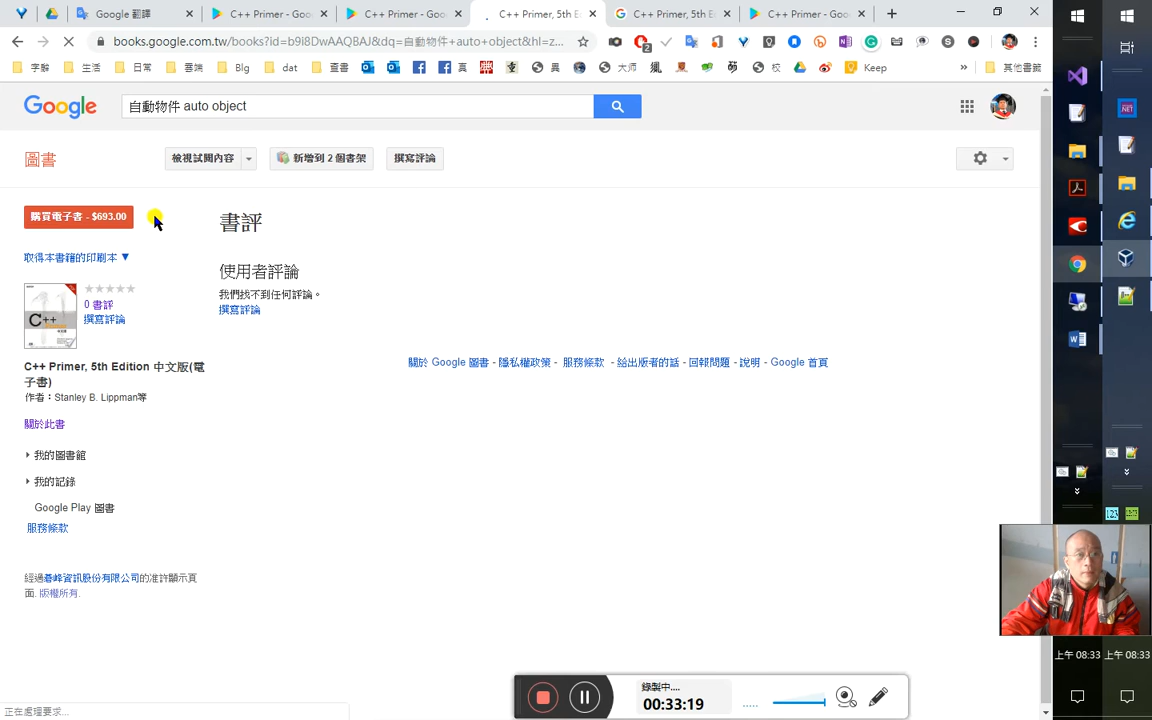 Google 翻譯
C++ Primer - Goo
C++ Primer - Goo
C++ Primer, 5th E
C++ Primer, 5th E
C++ Primer - Goo
books.google.com.tw/books?id=b9i8DwAAQBAJ&dq=自動物件+auto+object&hl=z...
字辭
生活
日常
雲端
Blg
dat
查書
真
異
大师
萌
校
Keep
»
其他書籤
Google
自動物件 auto object
圖書
檢視試閱內容
新增到 2 個書架
撰寫評論
購買電子書 - $693.00
取得本書籍的印刷本 ▼
0 書評
撰寫評論
C++
C++ Primer, 5th Edition 中文版(電
子書)
作者：Stanley B. Lippman等
關於此書
我的圖書館
我的記錄
Google Play 圖書
服務條款
經過碁峰資訊股份有限公司的准許顯示頁
面. 版權所有.
書評
使用者評論
我們找不到任何評論。
撰寫評論
關於 Google 圖書 - 隱私權政策 - 服務條款 - 給出版者的話 - 回報問題 - 說明 - Google 首頁
正在處理要求...
錄製中....
00:33:19
.NET
123
上午 08:33
上午 08:33